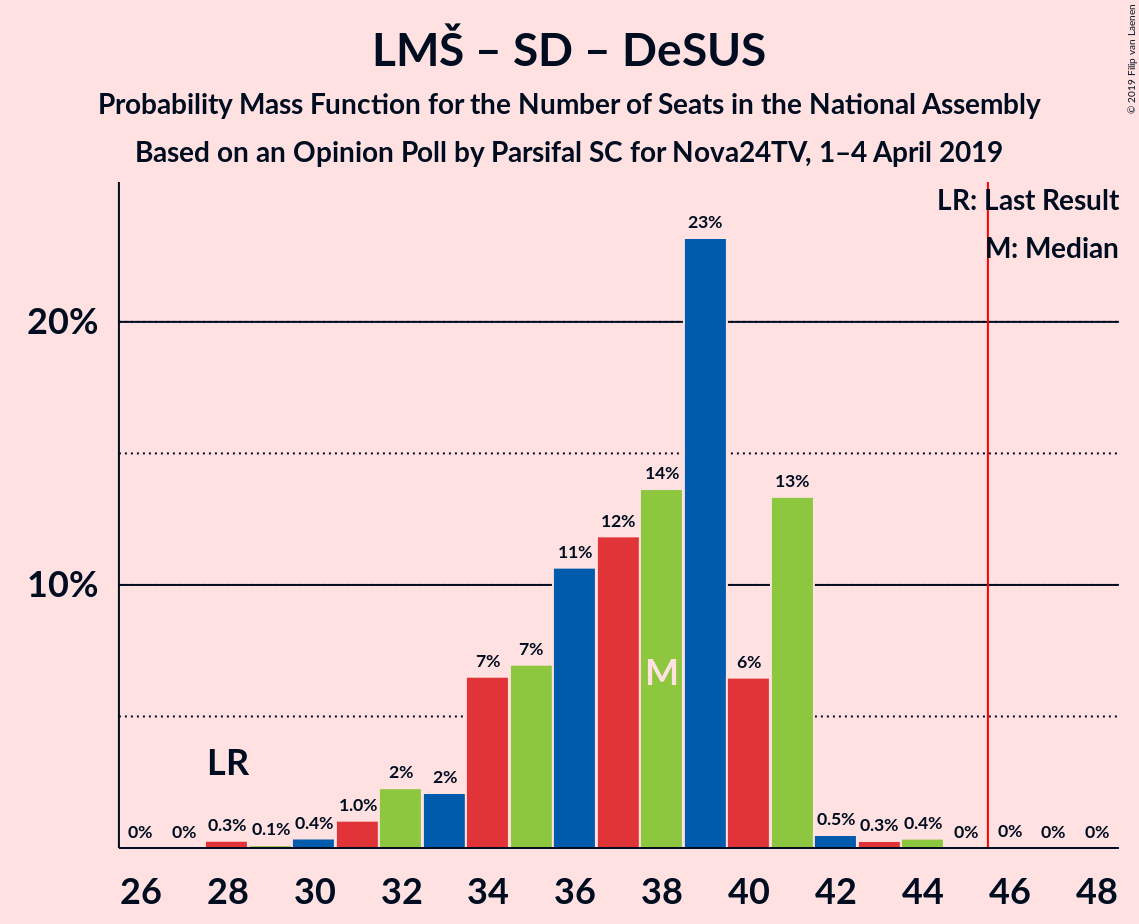 LMŠ – SD – DeSUS
Probability Mass Function for the Number of Seats in the National Assembly
Based on an Opinion Poll by Parsifal SC for Nova24TV, 1–4 April 2019
© 2019 Filip van Laenen
LR: Last Result
M: Median
20%
10%
0% 0% 0.3% 0.1% 0.4% 1.0% 2% 2% 7% 7% 11% 12% 14% 23% 6% 13% 0.5% 0.3% 0.4% 0% 0% 0% 0%
LR
M
26 28 30 32 34 36 38 40 42 44 46 48